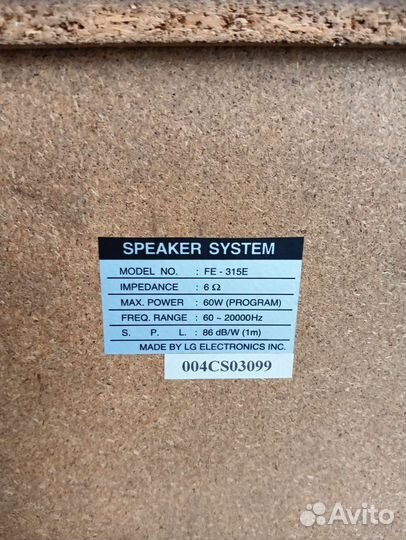 SPEAKER SYSTEM
MODEL NO. : FE - 315E
IMPEDANCE : 6 Ω
MAX. POWER : 60W (PROGRAM)
FREQ. RANGE : 60 ~ 20000Hz
S. P. L. : 86 dB/W (1m)
MADE BY LG ELECTRONICS INC.
004CS03099
Avito